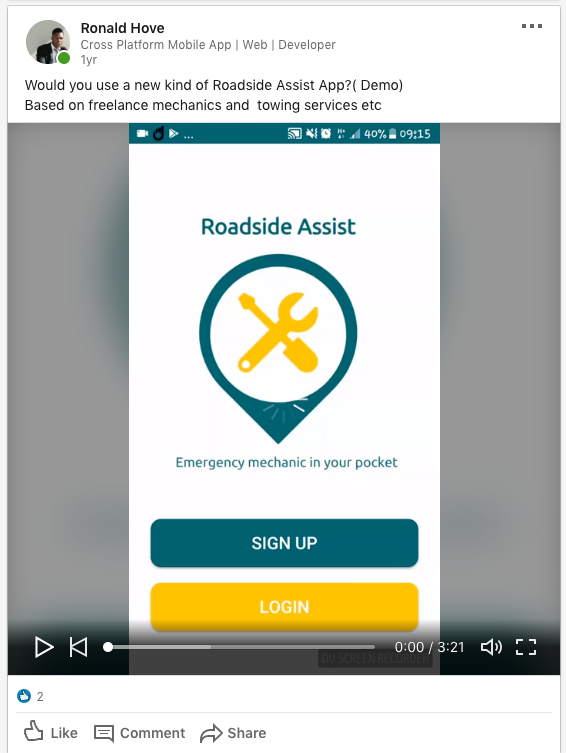 Ronald Hove
Cross Platform Mobile App | Web | Developer
1yr
Would you use a new kind of Roadside Assist App?( Demo)
Based on freelance mechanics and  towing services etc
... H+ 40% 09:15
Roadside Assist
Emergency mechanic in your pocket
SIGN UP
LOGIN
0:00 / 3:21
DU SCREEN RECORDER
2
Like Comment Share